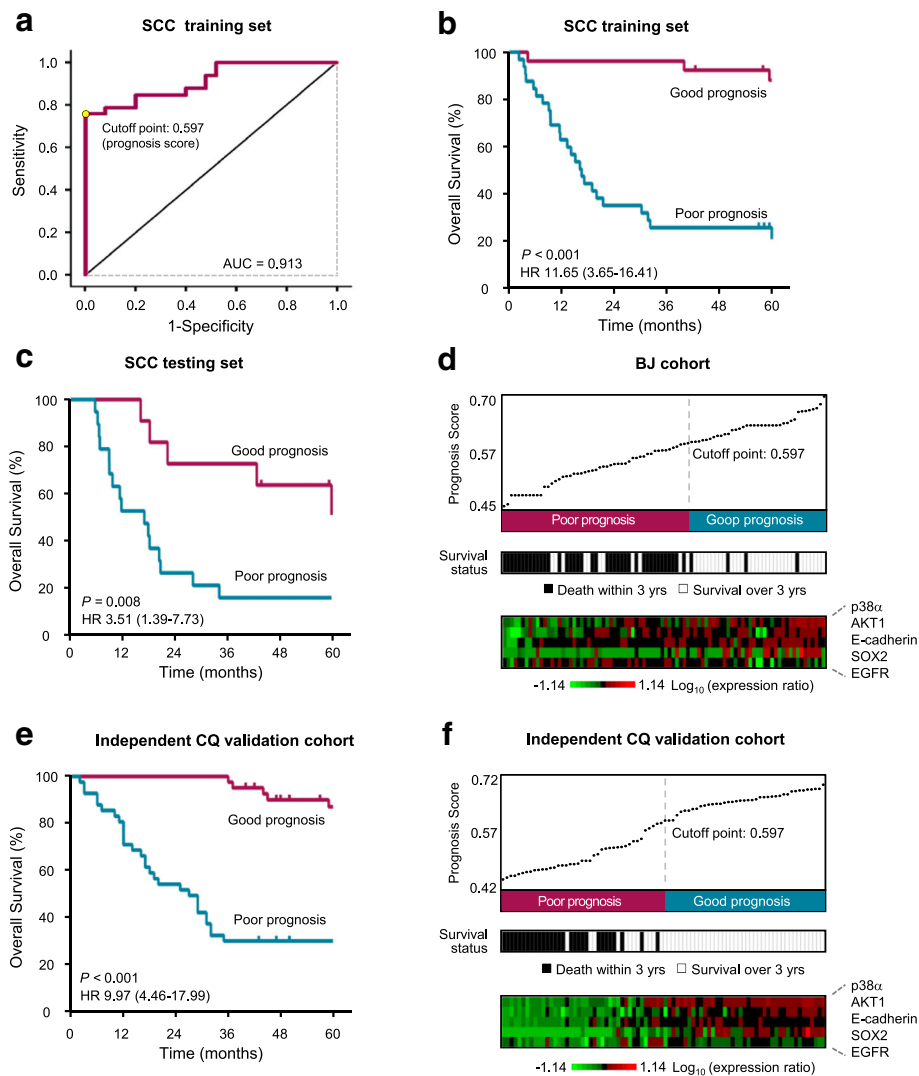 a
SCC training set
1.0
0.8
0.6
0.4
0.2
0.0
Sensitivity
Cutoff point: 0.597
(prognosis score)
AUC = 0.913
0.0 0.2 0.4 0.6 0.8 1.0
1-Specificity
b
SCC training set
100
80
60
40
20
0
Overall Survival (%)
Good prognosis
Poor prognosis
P < 0.001
HR 11.65 (3.65-16.41)
0 12 24 36 48 60
Time (months)
c
SCC testing set
100
80
60
40
20
0
Overall Survival (%)
Good prognosis
Poor prognosis
P = 0.008
HR 3.51 (1.39-7.73)
0 12 24 36 48 60
Time (months)
d
BJ cohort
0.70
0.57
0.45
Prognosis Score
Cutoff point: 0.597
Poor prognosis Goop prognosis
Survival
status
Death within 3 yrs Survival over 3 yrs
p38α
AKT1
E-cadherin
SOX2
EGFR
-1.14 1.14 Log10 (expression ratio)
e
Independent CQ validation cohort
100
80
60
40
20
0
Overall Survival (%)
Good prognosis
Poor prognosis
P < 0.001
HR 9.97 (4.46-17.99)
0 12 24 36 48 60
Time (months)
f
Independent CQ validation cohort
0.72
0.57
0.42
Prognosis Score
Cutoff point: 0.597
Poor prognosis Good prognosis
Survival
status
Death within 3 yrs Survival over 3 yrs
p38α
AKT1
E-cadherin
SOX2
EGFR
-1.14 1.14 Log10 (expression ratio)